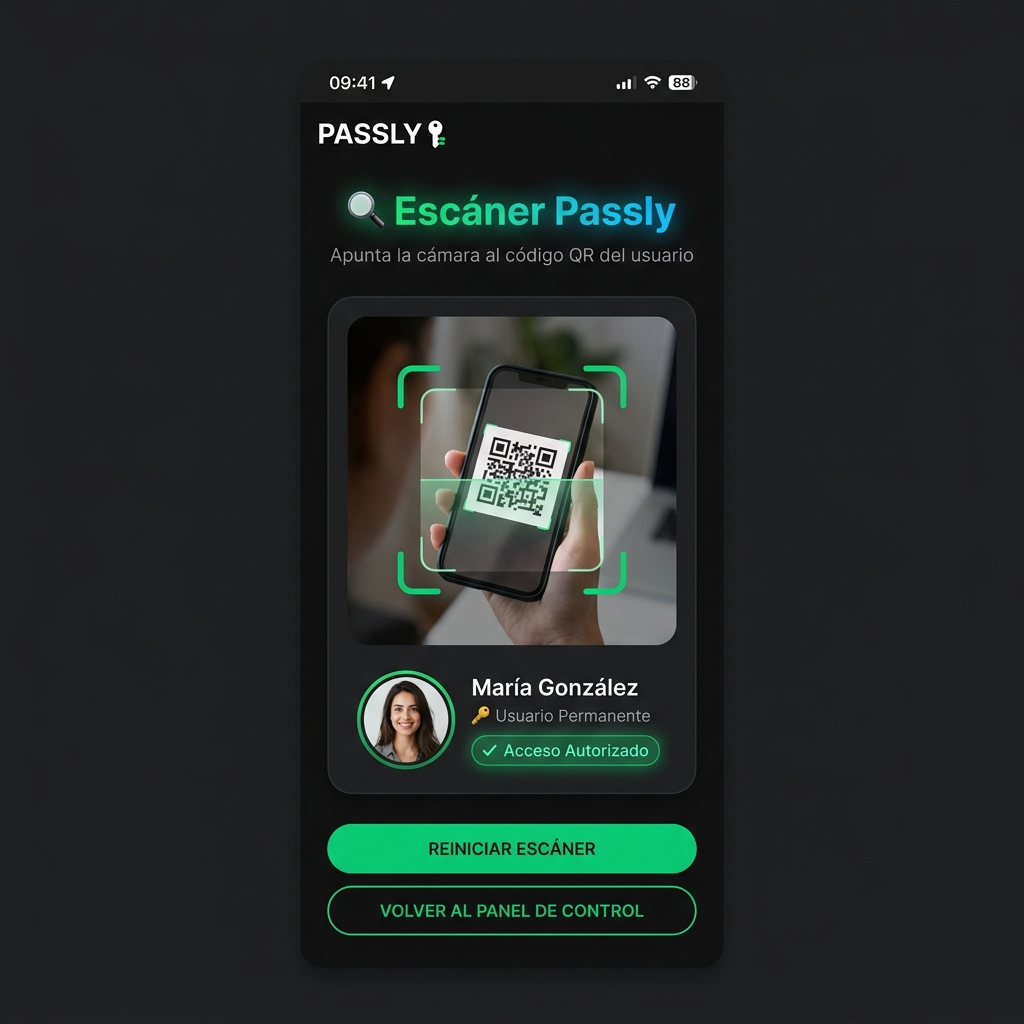 09:41
88
PASSLY
Escáner Passly
Apunta la cámara al código QR del usuario
María González
Usuario Permanente
Acceso Autorizado
REINICIAR ESCÁNER
VOLVER AL PANEL DE CONTROL